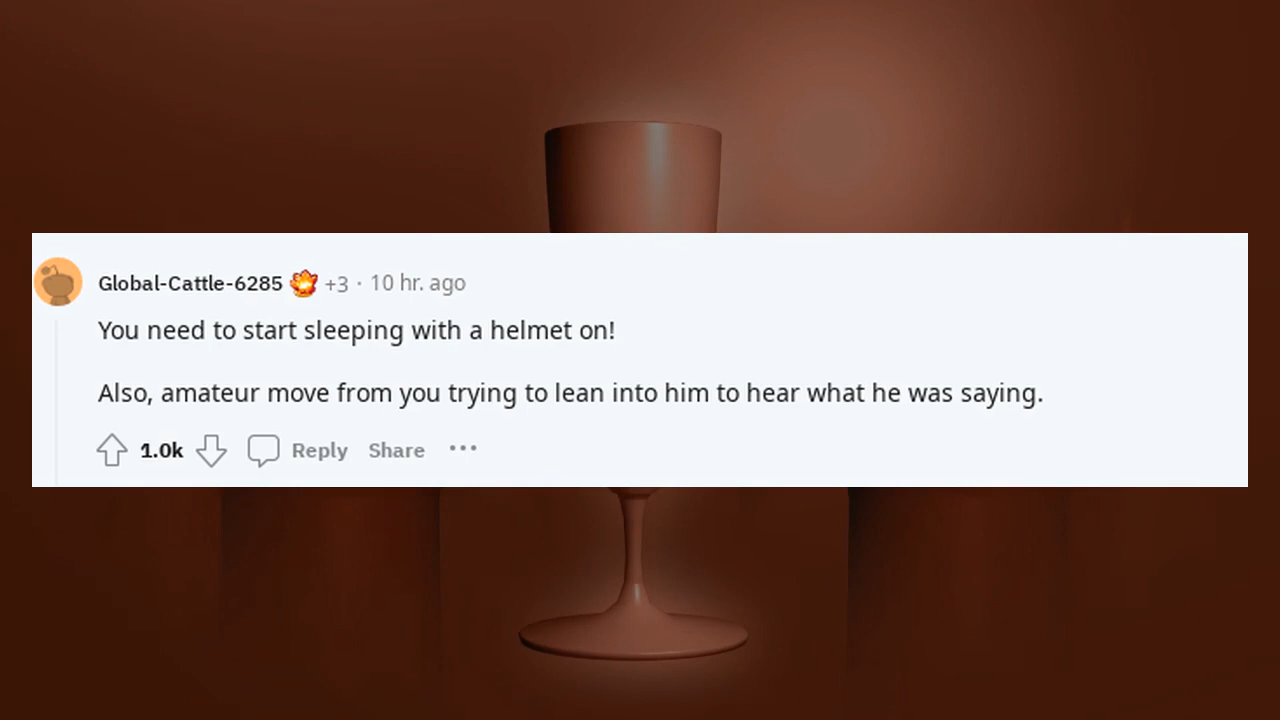 Global-Cattle-6285 +3 · 10 hr. ago
You need to start sleeping with a helmet on!
Also, amateur move from you trying to lean into him to hear what he was saying.
1.0k Reply Share ···